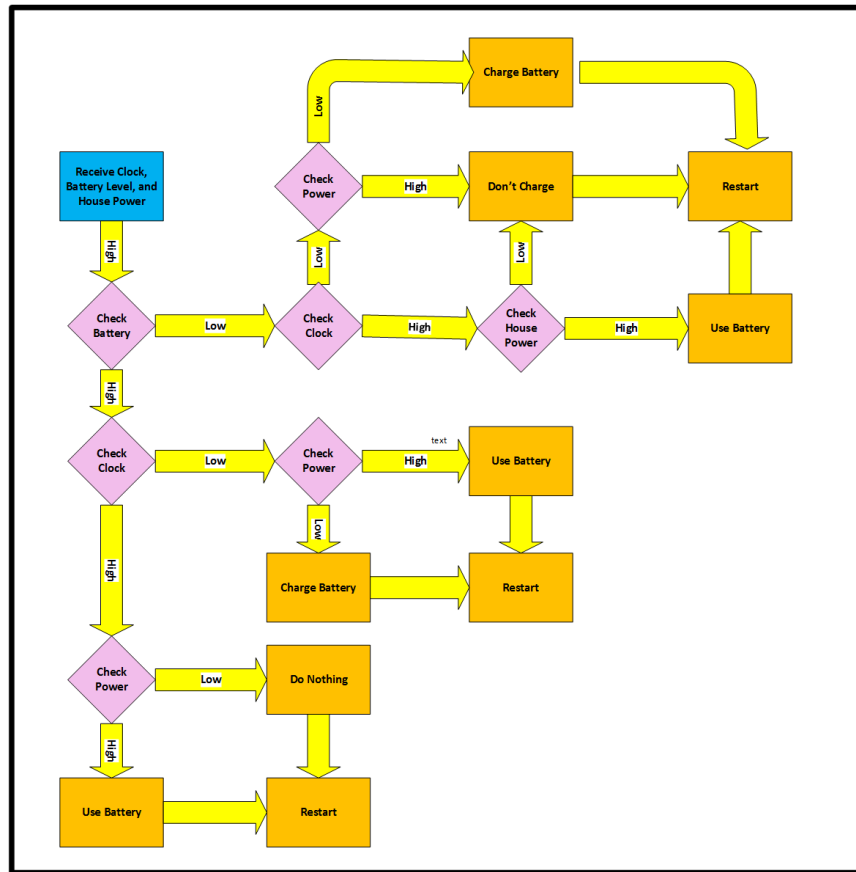 Charge Battery
Low
Receive Clock,
Battery Level, and
House Power
Check
Power
High
Don't Charge
Restart
High
Low
Low
Check
Battery
Low
Check
Clock
High
Check
House
Power
High
Use Battery
High
Check
Clock
Low
Check
Power
text
High
Use Battery
Low
High
Charge Battery
Restart
Check
Power
Low
Do Nothing
High
Use Battery
Restart